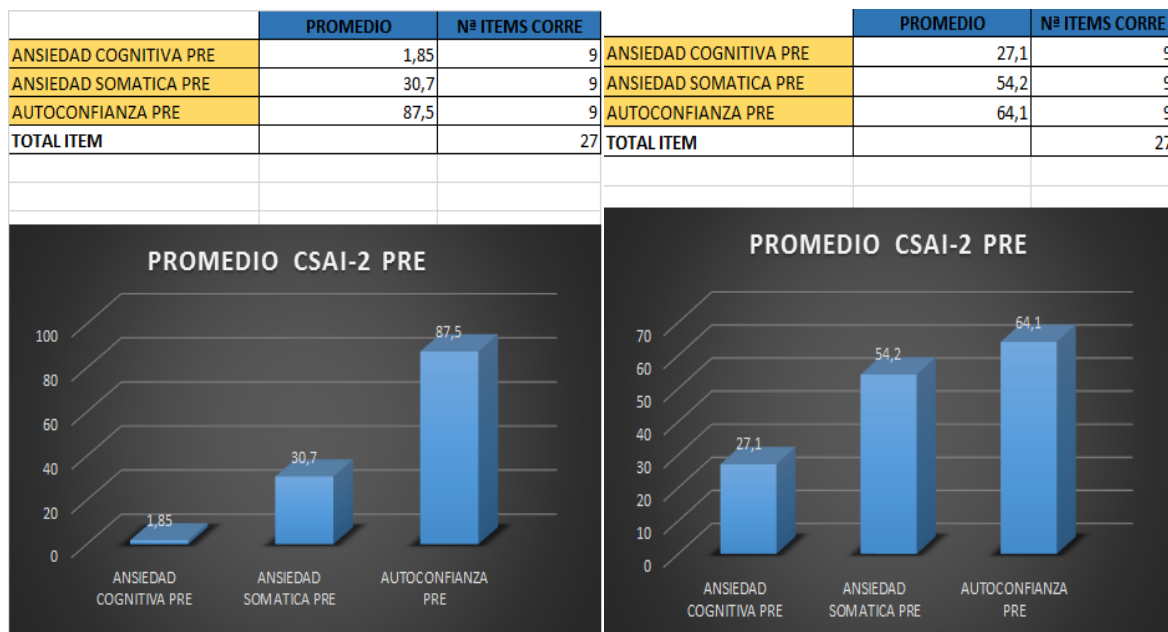 PROMEDIO Nª ITEMS CORRE
ANSIEDAD COGNITIVA PRE 1,85 9
ANSIEDAD SOMATICA PRE 30,7 9
AUTOCONFIANZA PRE 87,5 9
TOTAL ITEM 27
PROMEDIO CSAI-2 PRE
100
80
60
40
20
0
1,85
30,7
87,5
ANSIEDAD
COGNITIVA PRE
ANSIEDAD
SOMATICA PRE
AUTOCONFIANZA
PRE
PROMEDIO Nª ITEMS CORRE
ANSIEDAD COGNITIVA PRE 27,1 9
ANSIEDAD SOMATICA PRE 54,2 9
AUTOCONFIANZA PRE 64,1 9
TOTAL ITEM 27
PROMEDIO CSAI-2 PRE
70
60
50
40
30
20
10
0
27,1
54,2
64,1
ANSIEDAD
COGNITIVA PRE
ANSIEDAD
SOMATICA PRE
AUTOCONFIANZA
PRE